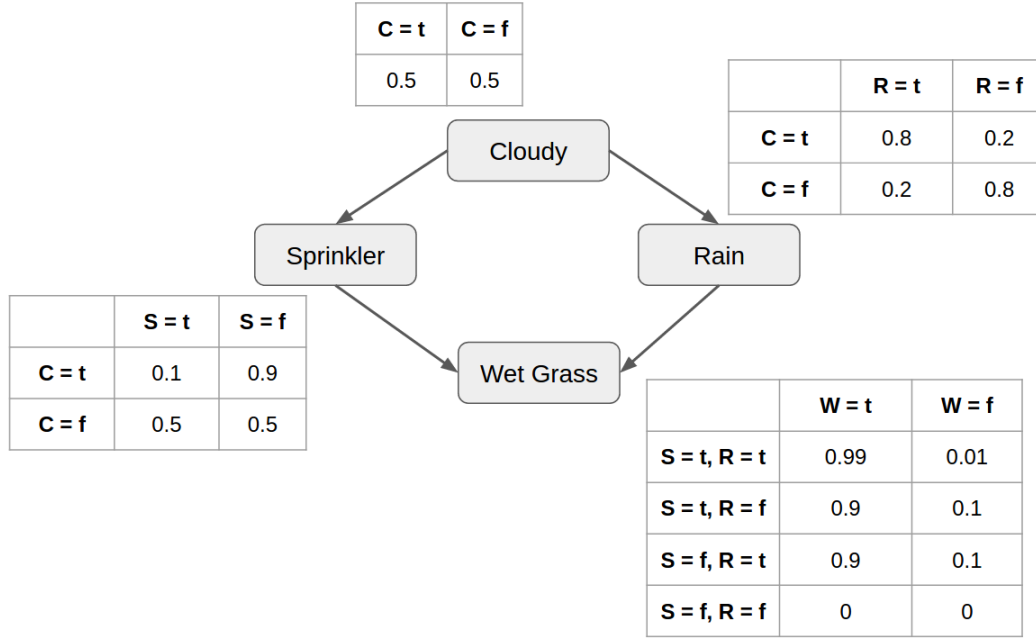 C = t C = f
0.5 0.5
R = t R = f
C = t 0.8 0.2
C = f 0.2 0.8
Cloudy
Sprinkler Rain
S = t S = f
C = t 0.1 0.9
C = f 0.5 0.5
Wet Grass
W = t W = f
S = t, R = t 0.99 0.01
S = t, R = f 0.9 0.1
S = f, R = t 0.9 0.1
S = f, R = f 0 0